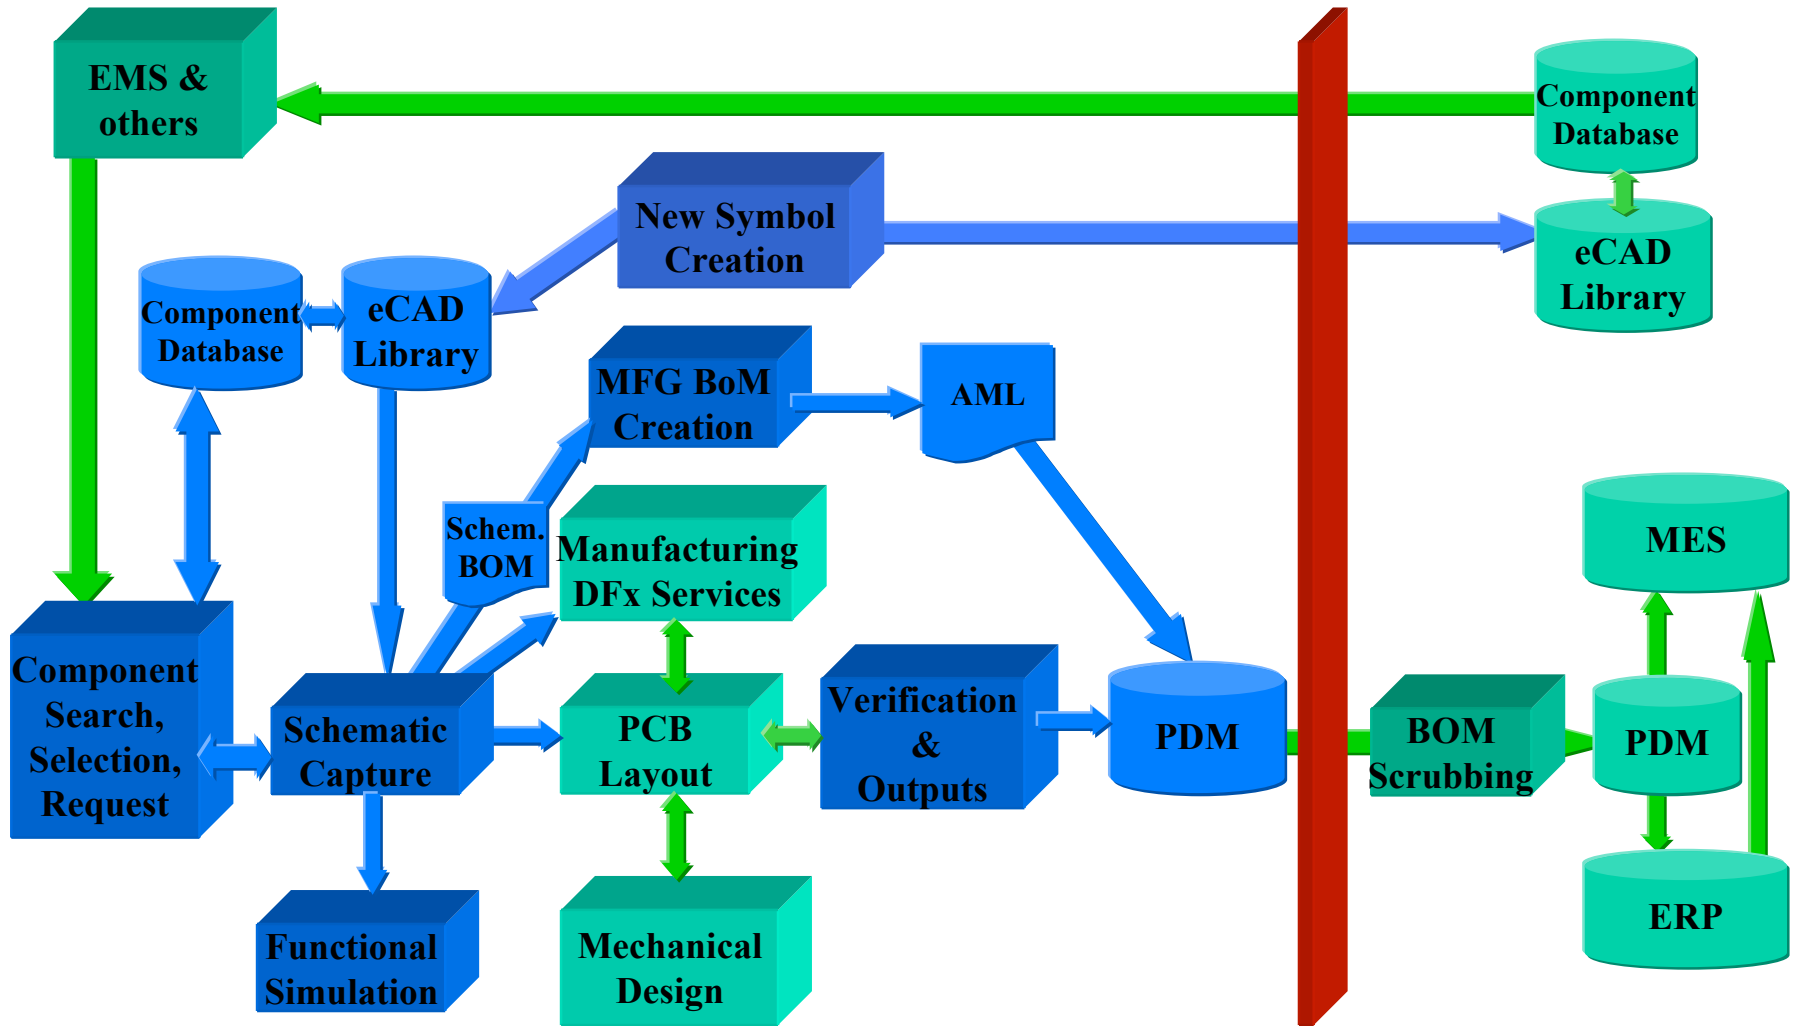 EMS &
others
Component
Database
New Symbol
Creation
eCAD
Library
Component
Database
eCAD
Library
MFG BoM
Creation
AML
Schem.
BOM
Manufacturing
DFx Services
MES
Component
Search,
Selection,
Request
Schematic
Capture
PCB
Layout
Verification
&
Outputs
PDM
BOM
Scrubbing
PDM
ERP
Functional
Simulation
Mechanical
Design